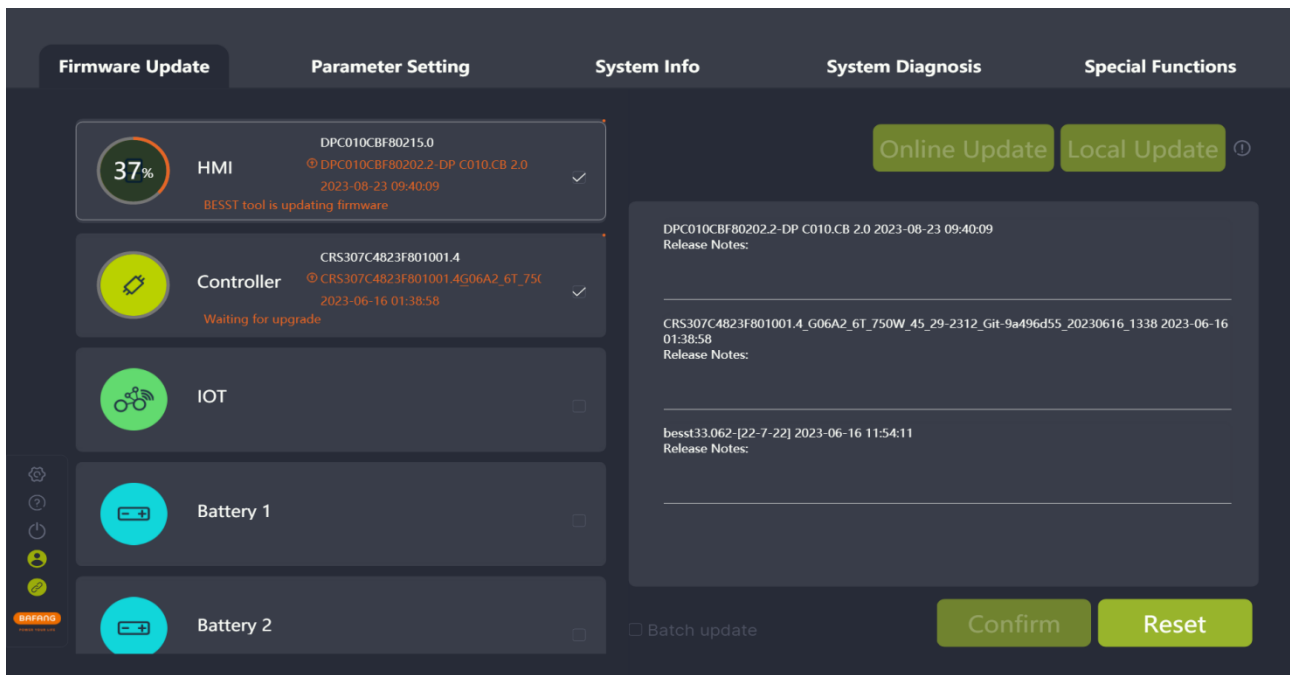 Firmware Update
Parameter Setting
System Info
System Diagnosis
Special Functions
37%
HMI
DPC010CBF80215.0
DPC010CBF80202.2-DP C010.CB 2.0
2023-08-23 09:40:09
BESST tool is updating firmware
Controller
CRS307C4823F801001.4
CRS307C4823F801001.4G06A2_6T_750
2023-06-16 01:38:58
Waiting for upgrade
IOT
Battery 1
Battery 2
BAFANG
Online Update
Local Update
DPC010CBF80202.2-DP C010.CB 2.0 2023-08-23 09:40:09
Release Notes:
CRS307C4823F801001.4_G06A2_6T_750W_45_29-2312_Git-9a496d55_20230616_1338 2023-06-16
01:38:58
Release Notes:
besst33.062-[22-7-22] 2023-06-16 11:54:11
Release Notes:
Batch update
Confirm
Reset